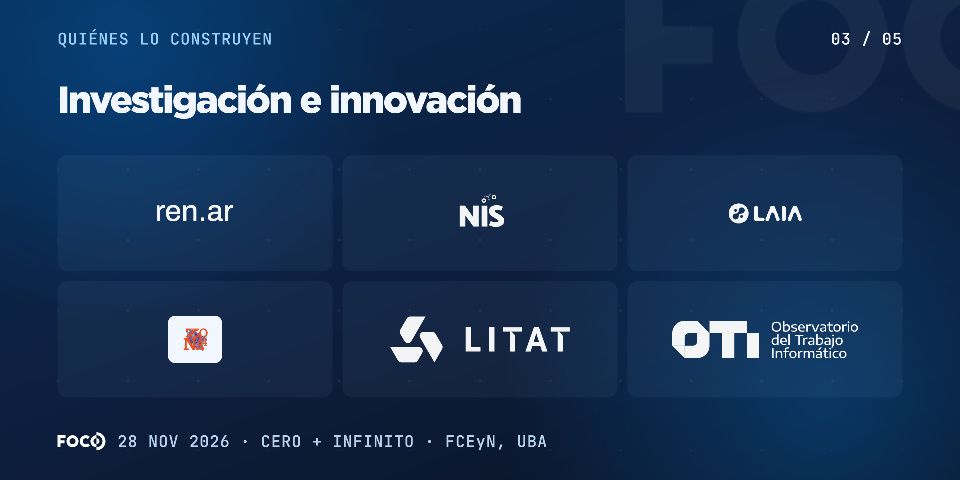 QUIÉNES LO CONSTRUYEN
03 / 05
FOCO
Investigación e innovación
ren.ar
NIS
LAIA
LITAT
OTI
Observatorio
del Trabajo
Informático
FOCO 28 NOV 2026 · CERO + INFINITO · FCEyN, UBA